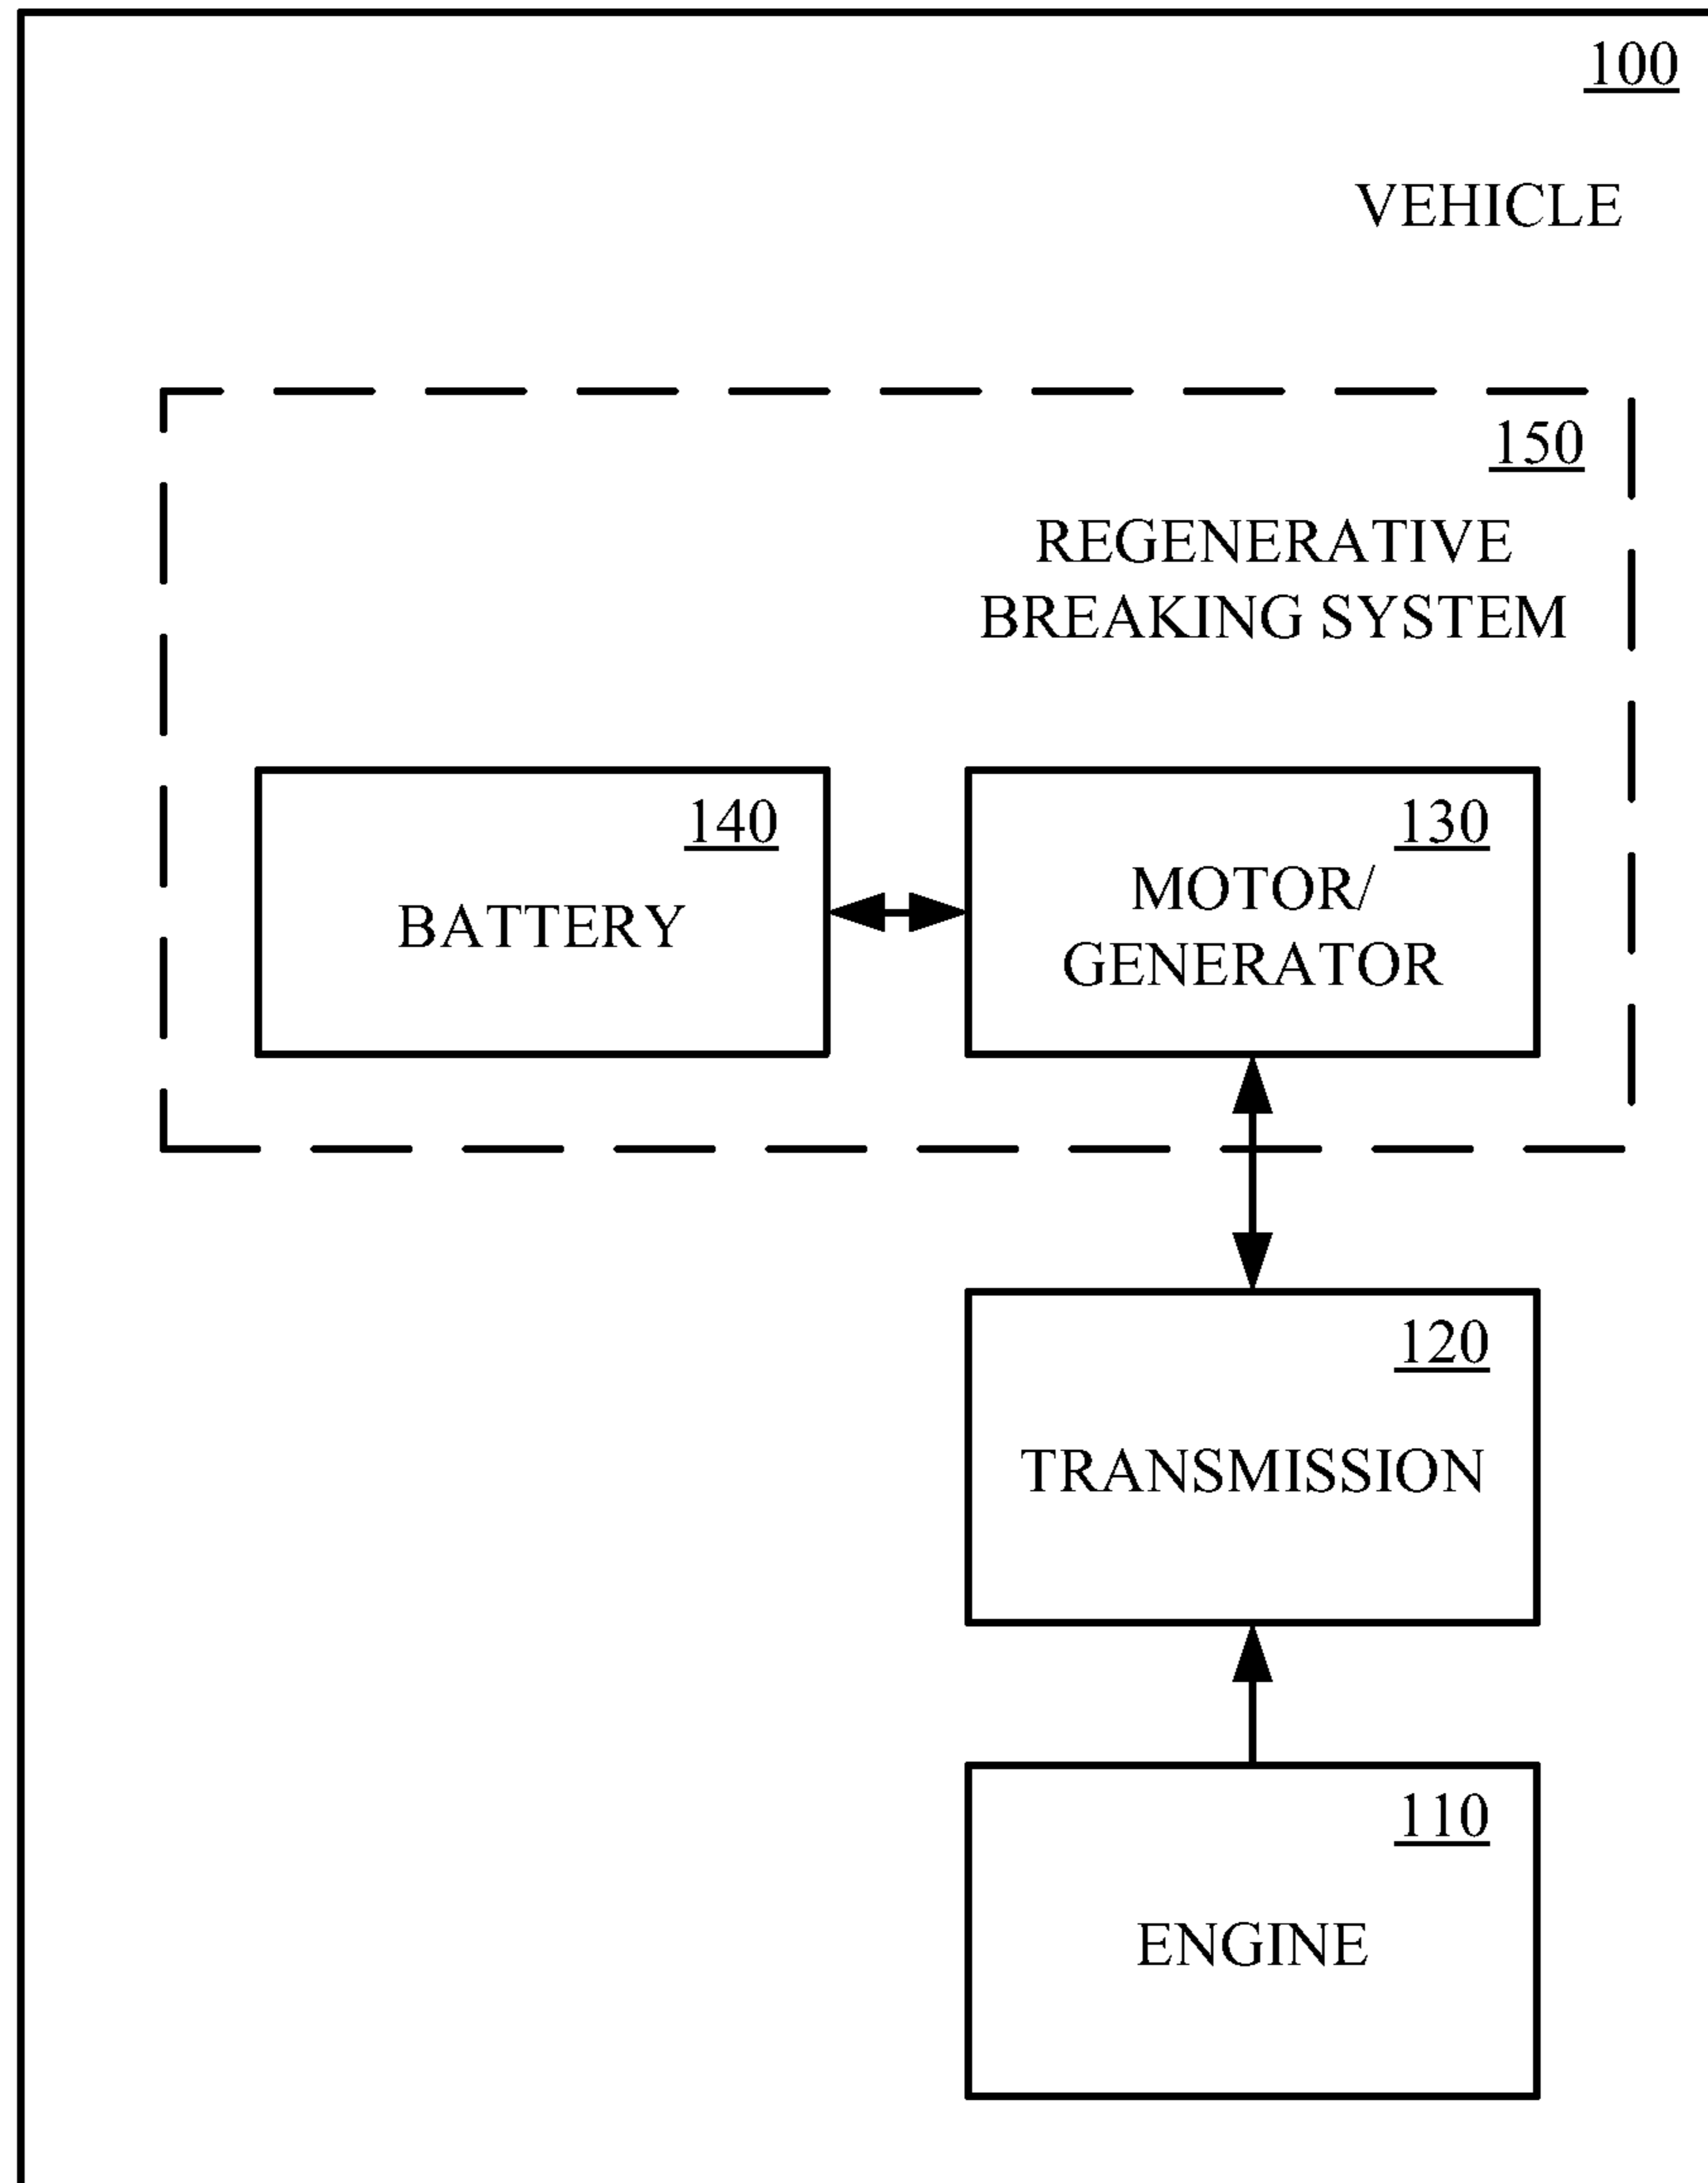 100
VEHICLE
150
REGENERATIVE
BREAKING SYSTEM
140
BATTERY
130
MOTOR/
GENERATOR
120
TRANSMISSION
110
ENGINE